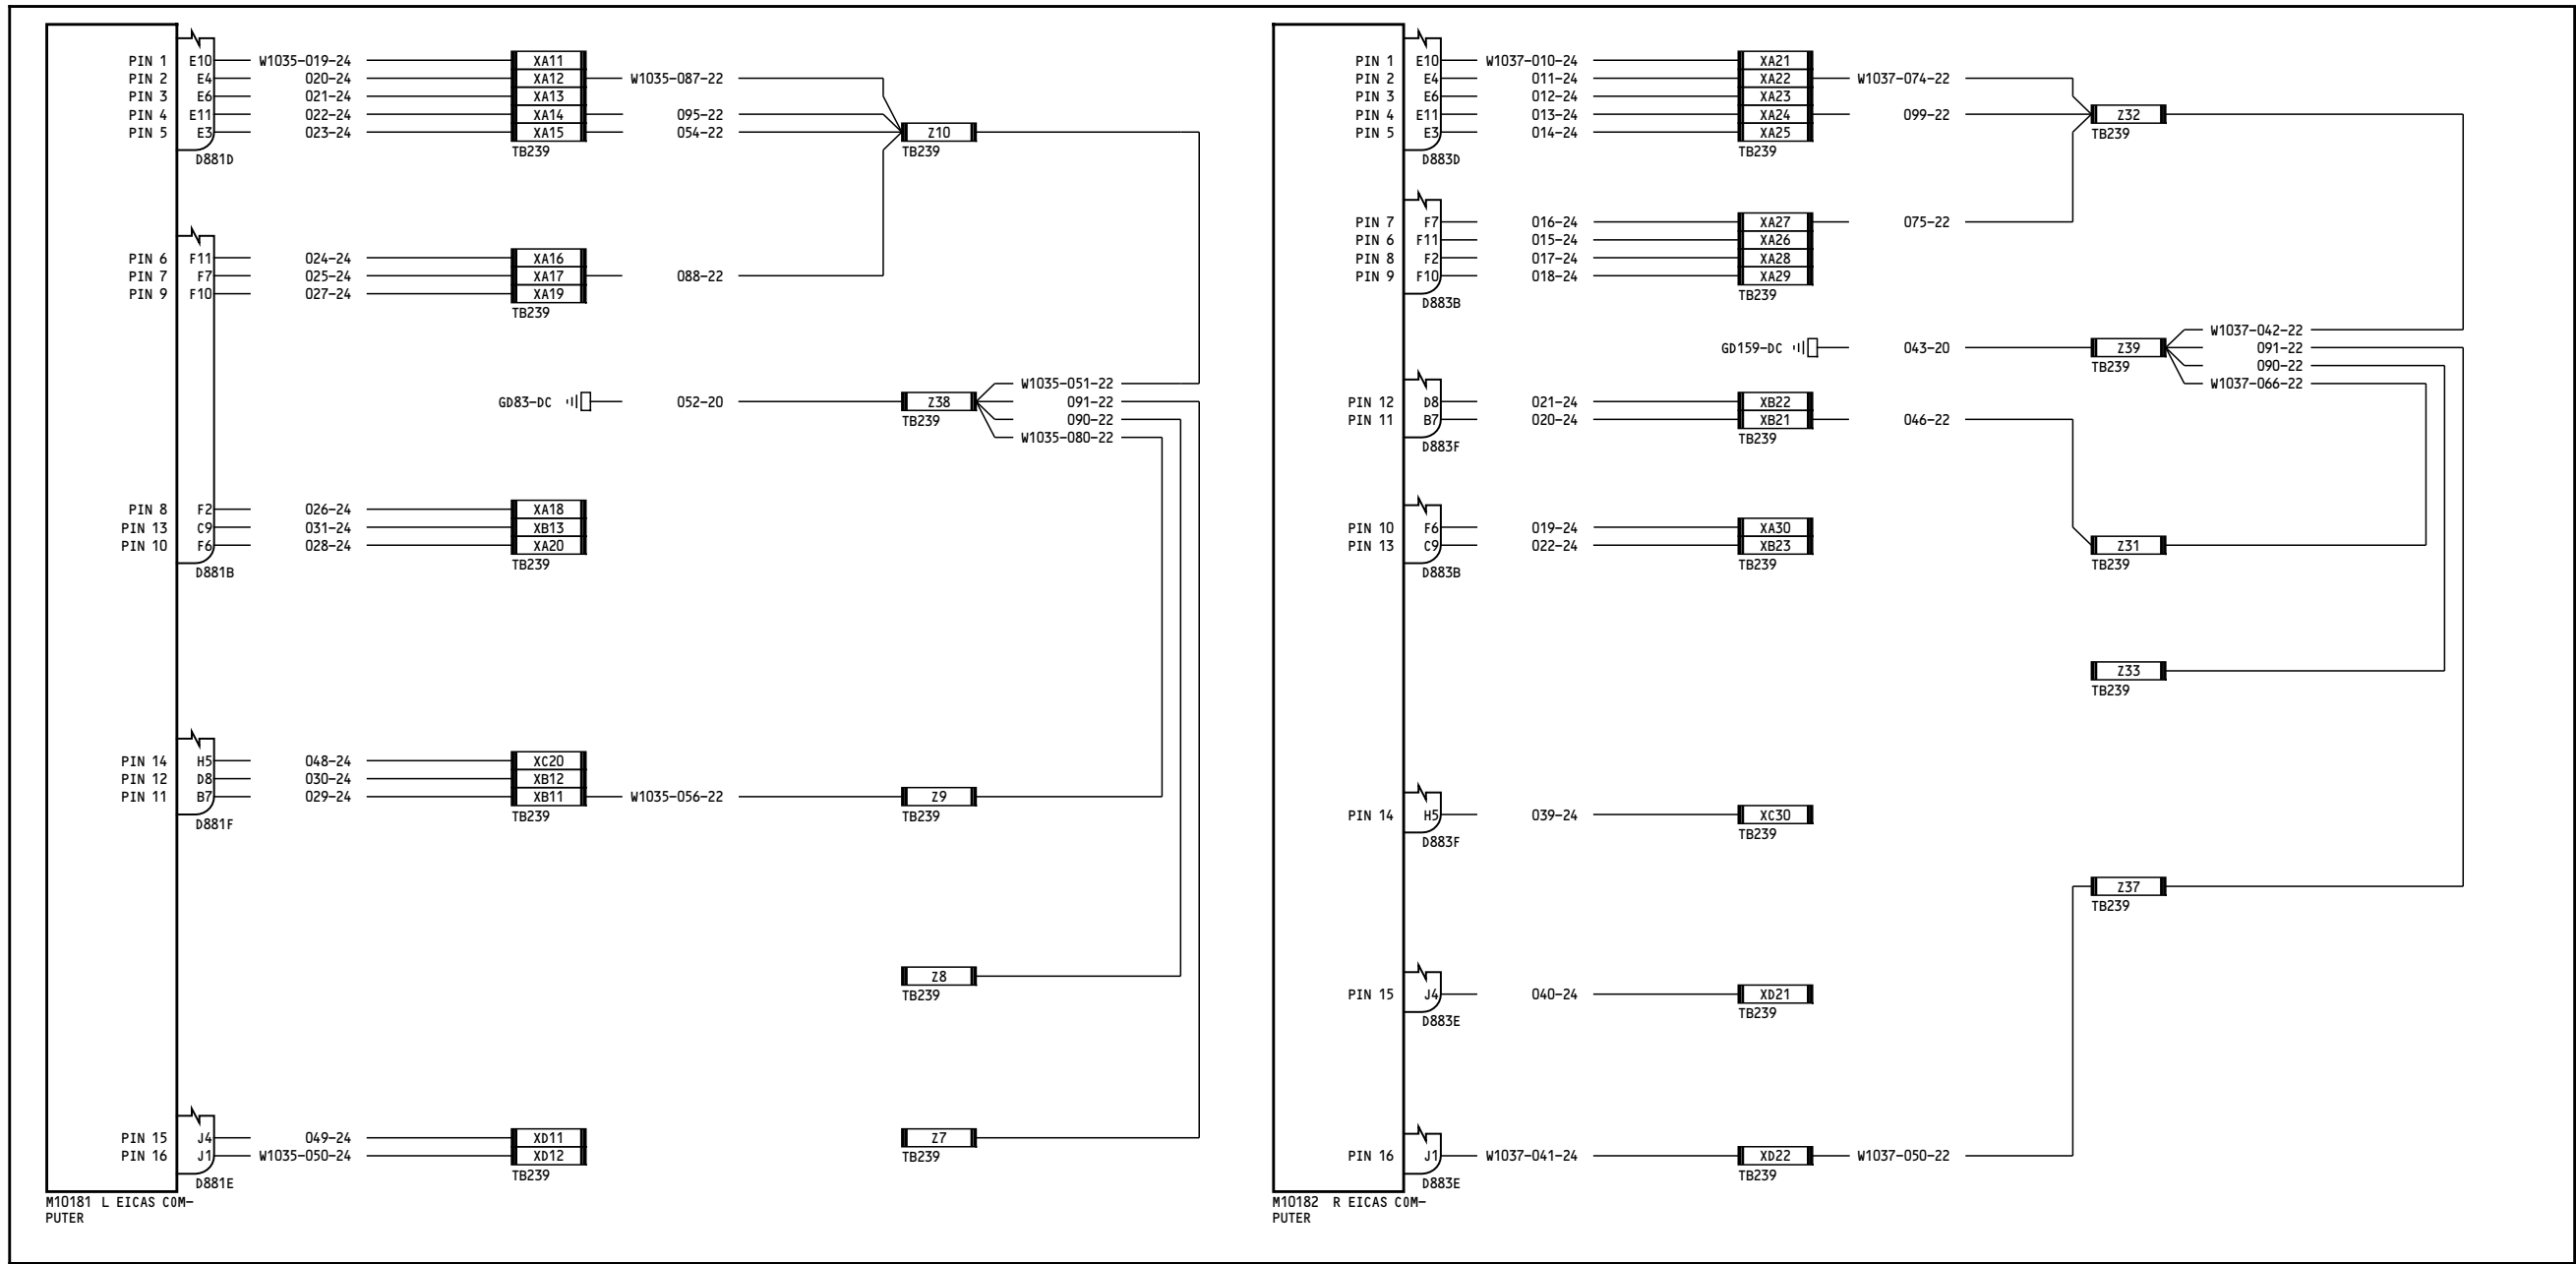 PIN 1 E10 W1035-019-24 XA11
PIN 2 E4 020-24 XA12 W1035-087-22
PIN 3 E6 021-24 XA13
PIN 4 E11 022-24 XA14 095-22
PIN 5 E3 023-24 XA15 054-22 Z10
D881D TB239 TB239
PIN 6 F11 024-24 XA16
PIN 7 F7 025-24 XA17 088-22
PIN 9 F10 027-24 XA19
TB239
W1035-051-22
GD83-DC 052-20 Z38 091-22
TB239 090-22
W1035-080-22
PIN 8 F2 026-24 XA18
PIN 13 C9 031-24 XB13
PIN 10 F6 028-24 XA20
D881B TB239
PIN 14 H5 048-24 XC20
PIN 12 D8 030-24 XB12
PIN 11 B7 029-24 XB11 W1035-056-22 Z9
D881F TB239 TB239
Z8
TB239
PIN 15 J4 049-24 XD11 Z7
PIN 16 J1 W1035-050-24 XD12 TB239
D881E TB239
M10181 L EICAS COM-
PUTER
PIN 1 E10 W1037-010-24 XA21
PIN 2 E4 011-24 XA22 W1037-074-22
PIN 3 E6 012-24 XA23
PIN 4 E11 013-24 XA24 099-22 Z32
PIN 5 E3 014-24 XA25 TB239
D883D TB239
PIN 7 F7 016-24 XA27 075-22
PIN 6 F11 015-24 XA26
PIN 8 F2 017-24 XA28
PIN 9 F10 018-24 XA29
D883B TB239
W1037-042-22
GD159-DC 043-20 Z39 091-22
TB239 090-22
W1037-066-22
PIN 12 D8 021-24 XB22
PIN 11 B7 020-24 XB21 046-22
D883F TB239
PIN 10 F6 019-24 XA30
PIN 13 C9 022-24 XB23 Z31
D883B TB239 TB239
Z33
TB239
PIN 14 H5 039-24 XC30
D883F TB239
Z37
TB239
PIN 15 J4 040-24 XD21
D883E TB239
PIN 16 J1 W1037-041-24 XD22 W1037-050-22
D883E TB239
M10182 R EICAS COM-
PUTER